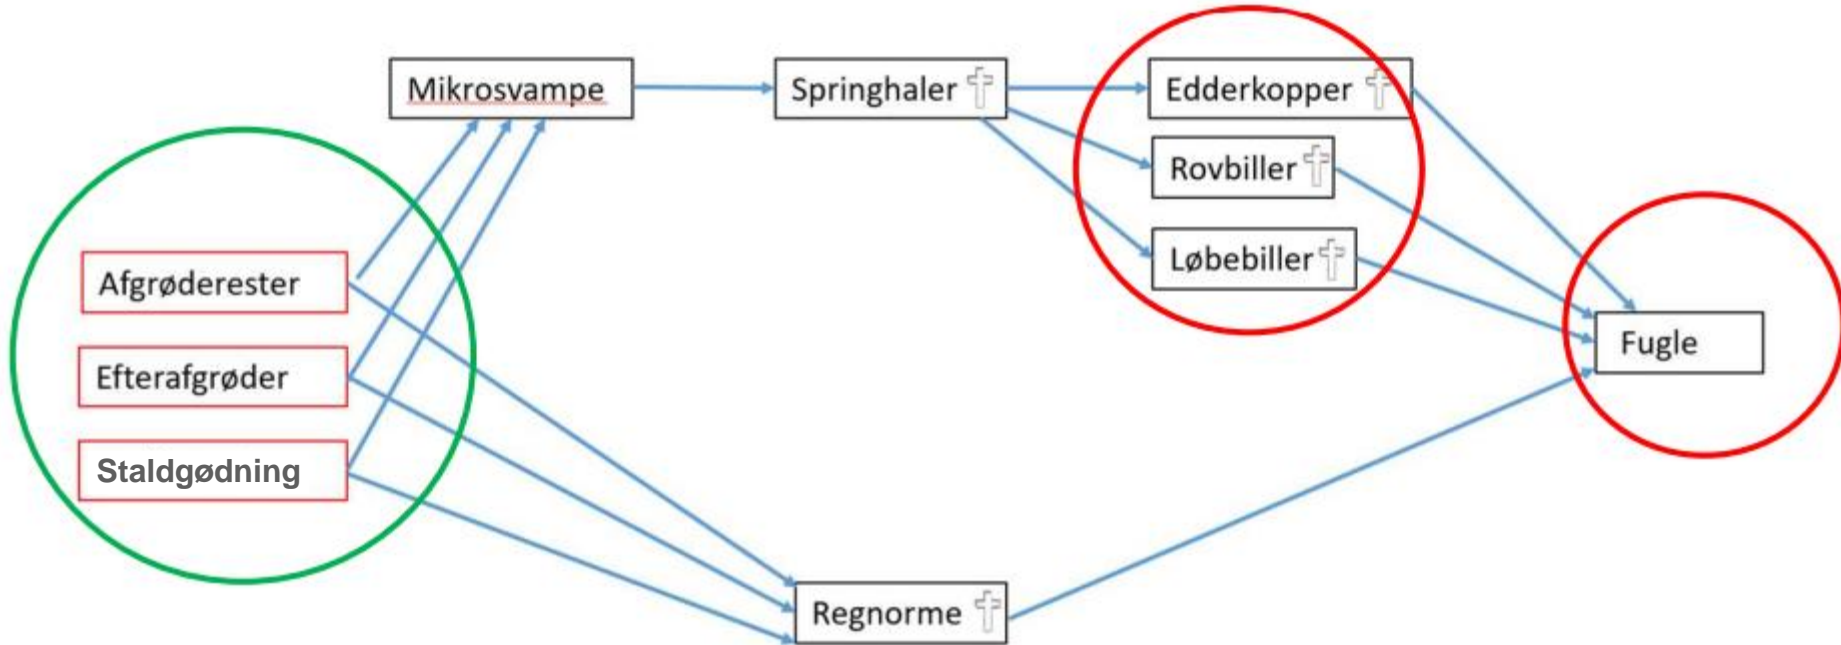 Mikrosvampe
Springhaler
Edderkopper
Rovbiller
Løbebiller
Afgrøderester
Efterafgrøder
Staldgødning
Fugle
Regnorme